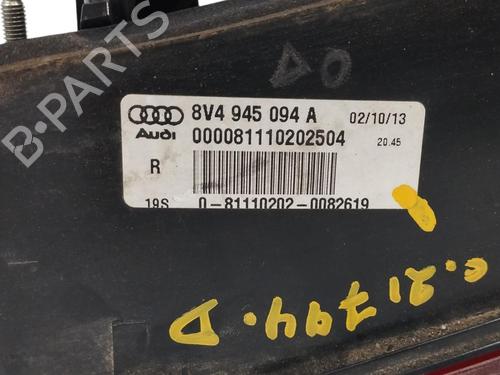 8V4 945 094 A 02/10/13
Audi 000081110202504 20.45
R
19S 0-81110202-0082619
B-PARTS